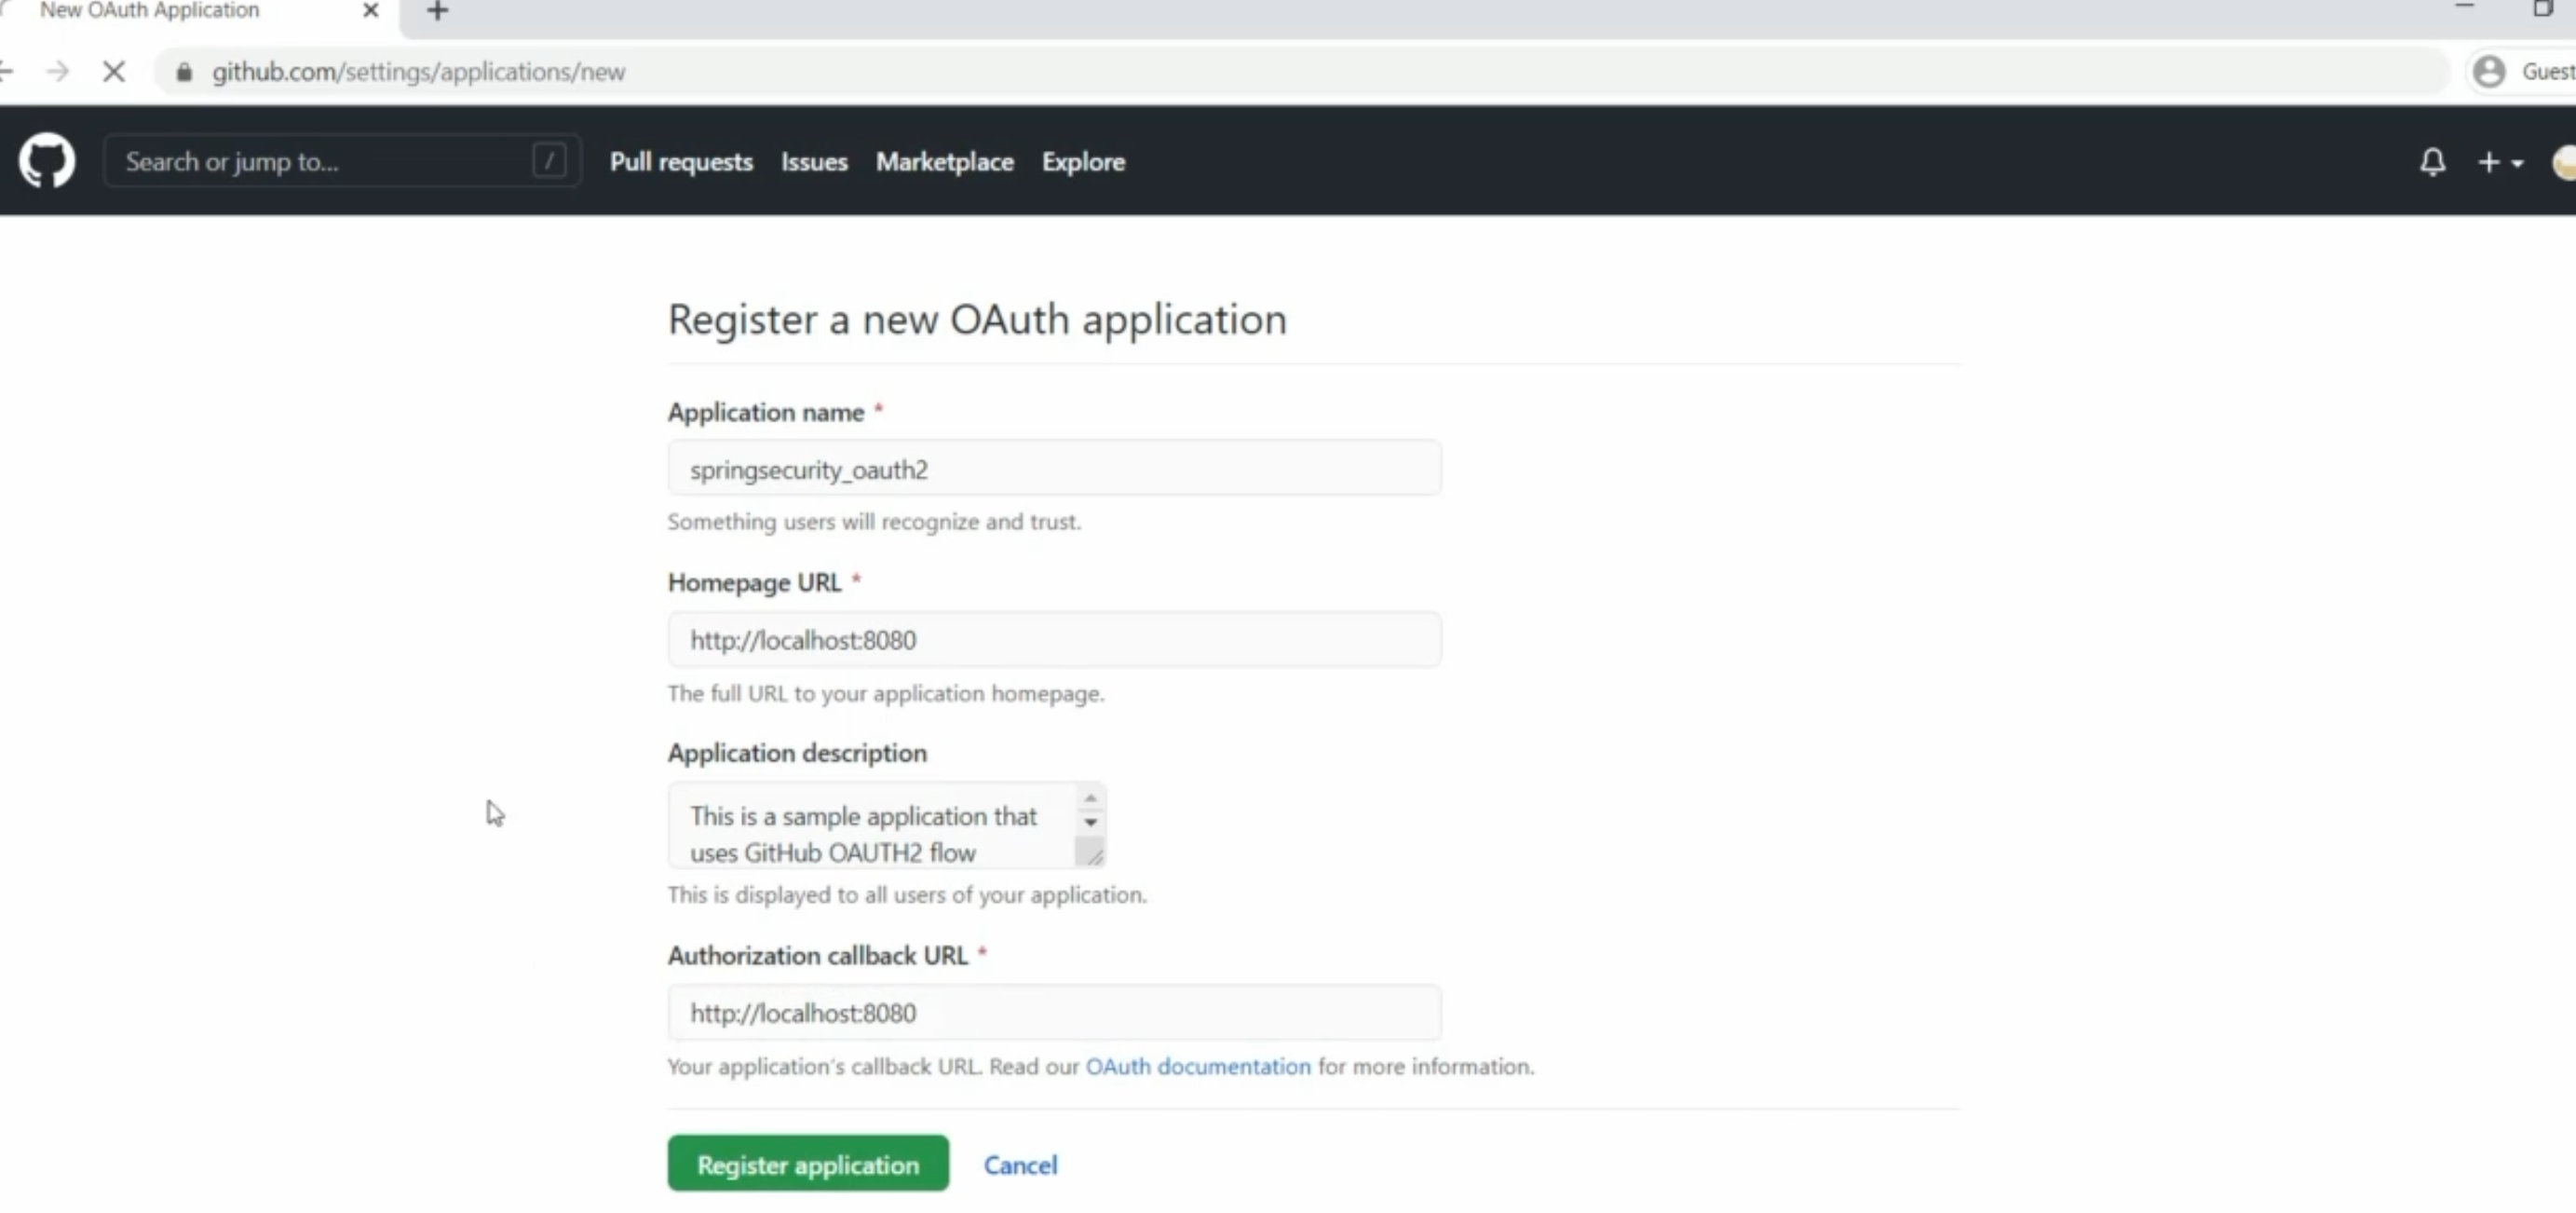 New OAuth Application
github.com/settings/applications/new
Guest
Search or jump to...
/
Pull requests
Issues
Marketplace
Explore
Register a new OAuth application
Application name *
springsecurity_oauth2
Something users will recognize and trust.
Homepage URL *
http://localhost:8080
The full URL to your application homepage.
Application description
This is a sample application that
uses GitHub OAUTH2 flow
This is displayed to all users of your application.
Authorization callback URL *
http://localhost:8080
Your application's callback URL. Read our OAuth documentation for more information.
Register application
Cancel